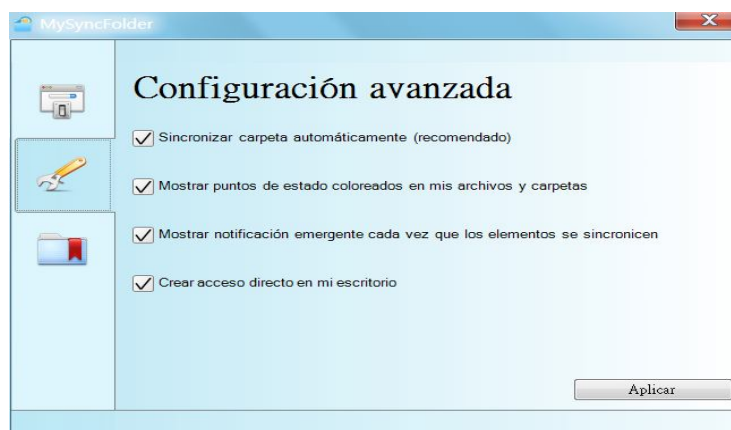 MySyncFolder
Configuración avanzada
Sincronizar carpeta automáticamente (recomendado)
Mostrar puntos de estado coloreados en mis archivos y carpetas
Mostrar notificación emergente cada vez que los elementos se sincronicen
Crear acceso directo en mi escritorio
Aplicar